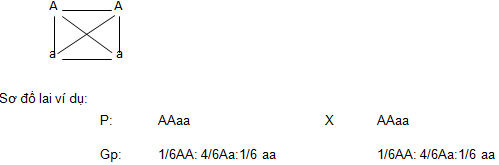 A A
a a
Sơ đồ lai ví dụ:
P: AAaa X AAaa
Gp: 1/6AA: 4/6Aa:1/6 aa 1/6AA: 4/6Aa:1/6 aa